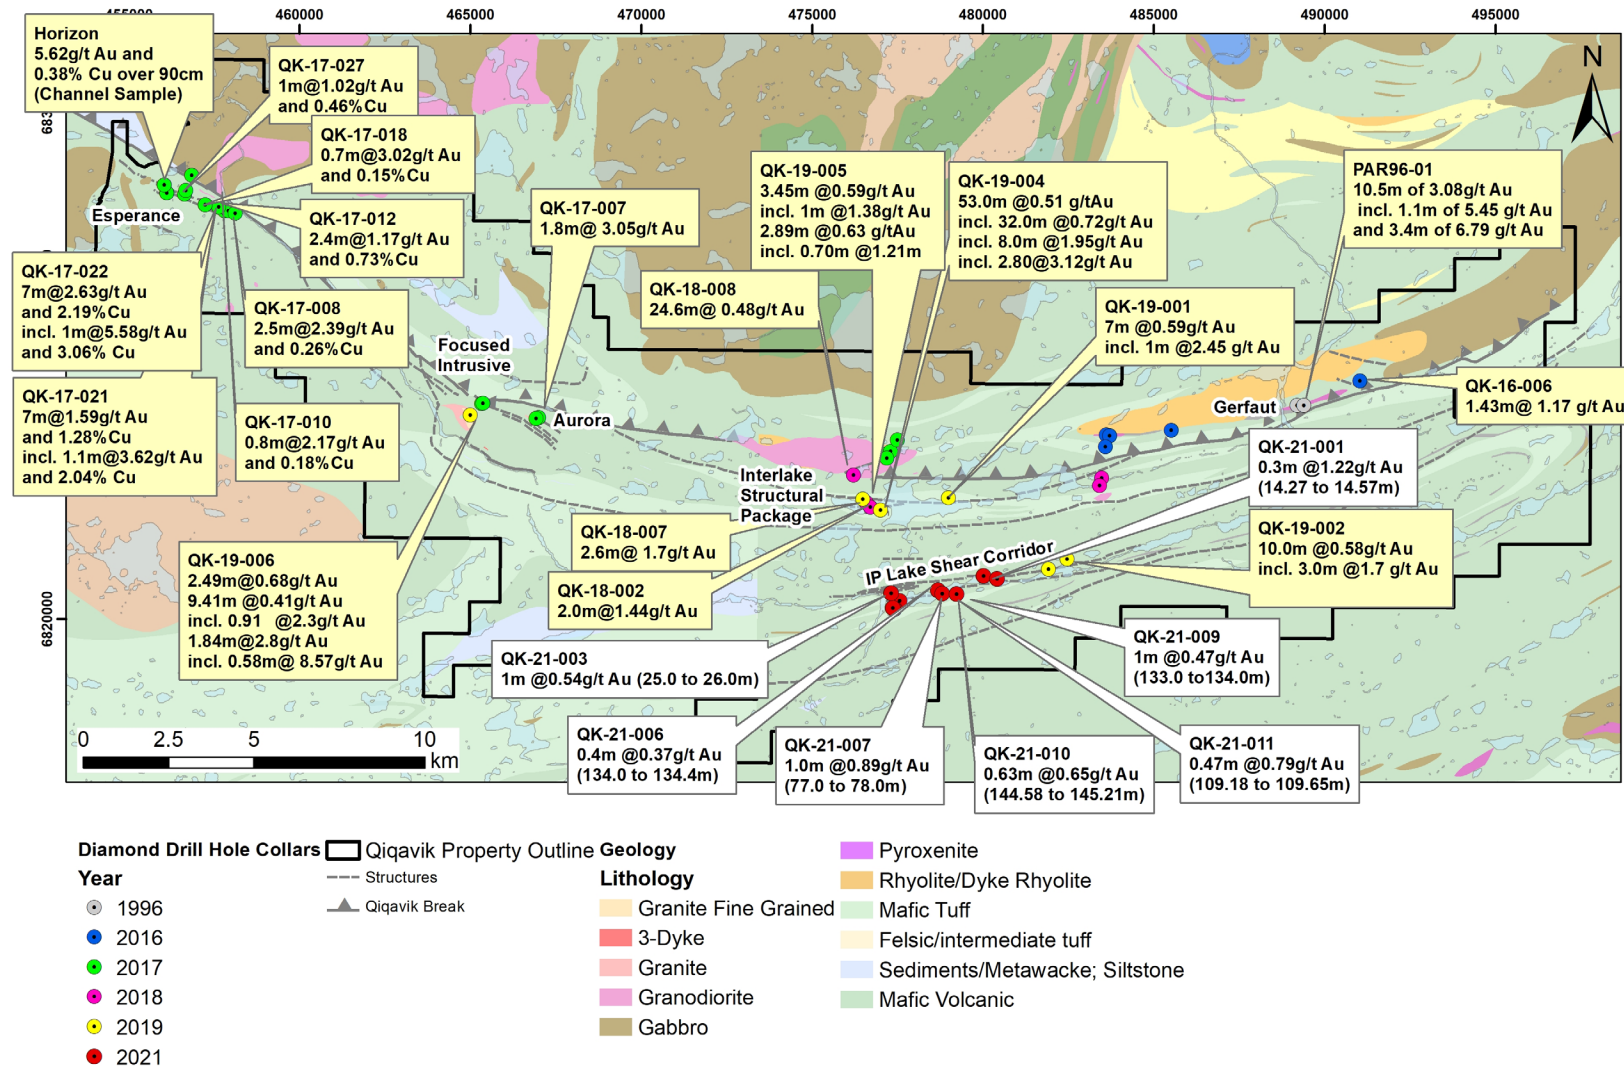 455000 460000 465000 470000 475000 480000 485000 490000 495000
Horizon
5.62g/t Au and
0.38% Cu over 90cm
(Channel Sample)
QK-17-027
1m@1.02g/t Au
and 0.46%Cu
QK-17-018
0.7m@3.02g/t Au
and 0.15%Cu
QK-17-012
2.4m@1.17g/t Au
and 0.73%Cu
QK-17-007
1.8m@ 3.05g/t Au
QK-19-005
3.45m @0.59g/t Au
incl. 1m @1.38g/t Au
2.89m @0.63 g/tAu
incl. 0.70m @1.21m
QK-19-004
53.0m @0.51 g/tAu
incl. 32.0m @0.72g/t Au
incl. 8.0m @1.95g/t Au
incl. 2.80@3.12g/t Au
PAR96-01
10.5m of 3.08g/t Au
incl. 1.1m of 5.45 g/t Au
and 3.4m of 6.79 g/t Au
N
683
Esperance
QK-17-022
7m@2.63g/t Au
and 2.19%Cu
incl. 1m@5.58g/t Au
and 3.06% Cu
QK-17-008
2.5m@2.39g/t Au
and 0.26%Cu
QK-18-008
24.6m@ 0.48g/t Au
QK-19-001
7m @0.59g/t Au
incl. 1m @2.45 g/t Au
Focused
Intrusive
QK-17-021
7m@1.59g/t Au
and 1.28%Cu
incl. 1.1m@3.62g/t Au
and 2.04% Cu
QK-17-010
0.8m@2.17g/t Au
and 0.18%Cu
Aurora
Gerfaut
QK-16-006
1.43m@ 1.17 g/t Au
Interlake
Structural
Package
QK-21-001
0.3m @1.22g/t Au
(14.27 to 14.57m)
QK-18-007
2.6m@ 1.7g/t Au
QK-19-002
10.0m @0.58g/t Au
incl. 3.0m @1.7 g/t Au
QK-19-006
2.49m@0.68g/t Au
9.41m @0.41g/t Au
incl. 0.91 @2.3g/t Au
1.84m@2.8g/t Au
incl. 0.58m@ 8.57g/t Au
QK-18-002
2.0m@1.44g/t Au
IP Lake Shear Corridor
6820000
QK-21-003
1m @0.54g/t Au (25.0 to 26.0m)
QK-21-009
1m @0.47g/t Au
(133.0 to134.0m)
QK-21-006
0.4m @0.37g/t Au
(134.0 to 134.4m)
QK-21-007
1.0m @0.89g/t Au
(77.0 to 78.0m)
QK-21-010
0.63m @0.65g/t Au
(144.58 to 145.21m)
QK-21-011
0.47m @0.79g/t Au
(109.18 to 109.65m)
0 2.5 5 10
km
Diamond Drill Hole Collars
Year
1996
2016
2017
2018
2019
2021
Qiqavik Property Outline
Structures
Qiqavik Break
Geology
Lithology
Granite Fine Grained
3-Dyke
Granite
Granodiorite
Gabbro
Pyroxenite
Rhyolite/Dyke Rhyolite
Mafic Tuff
Felsic/intermediate tuff
Sediments/Metawacke; Siltstone
Mafic Volcanic